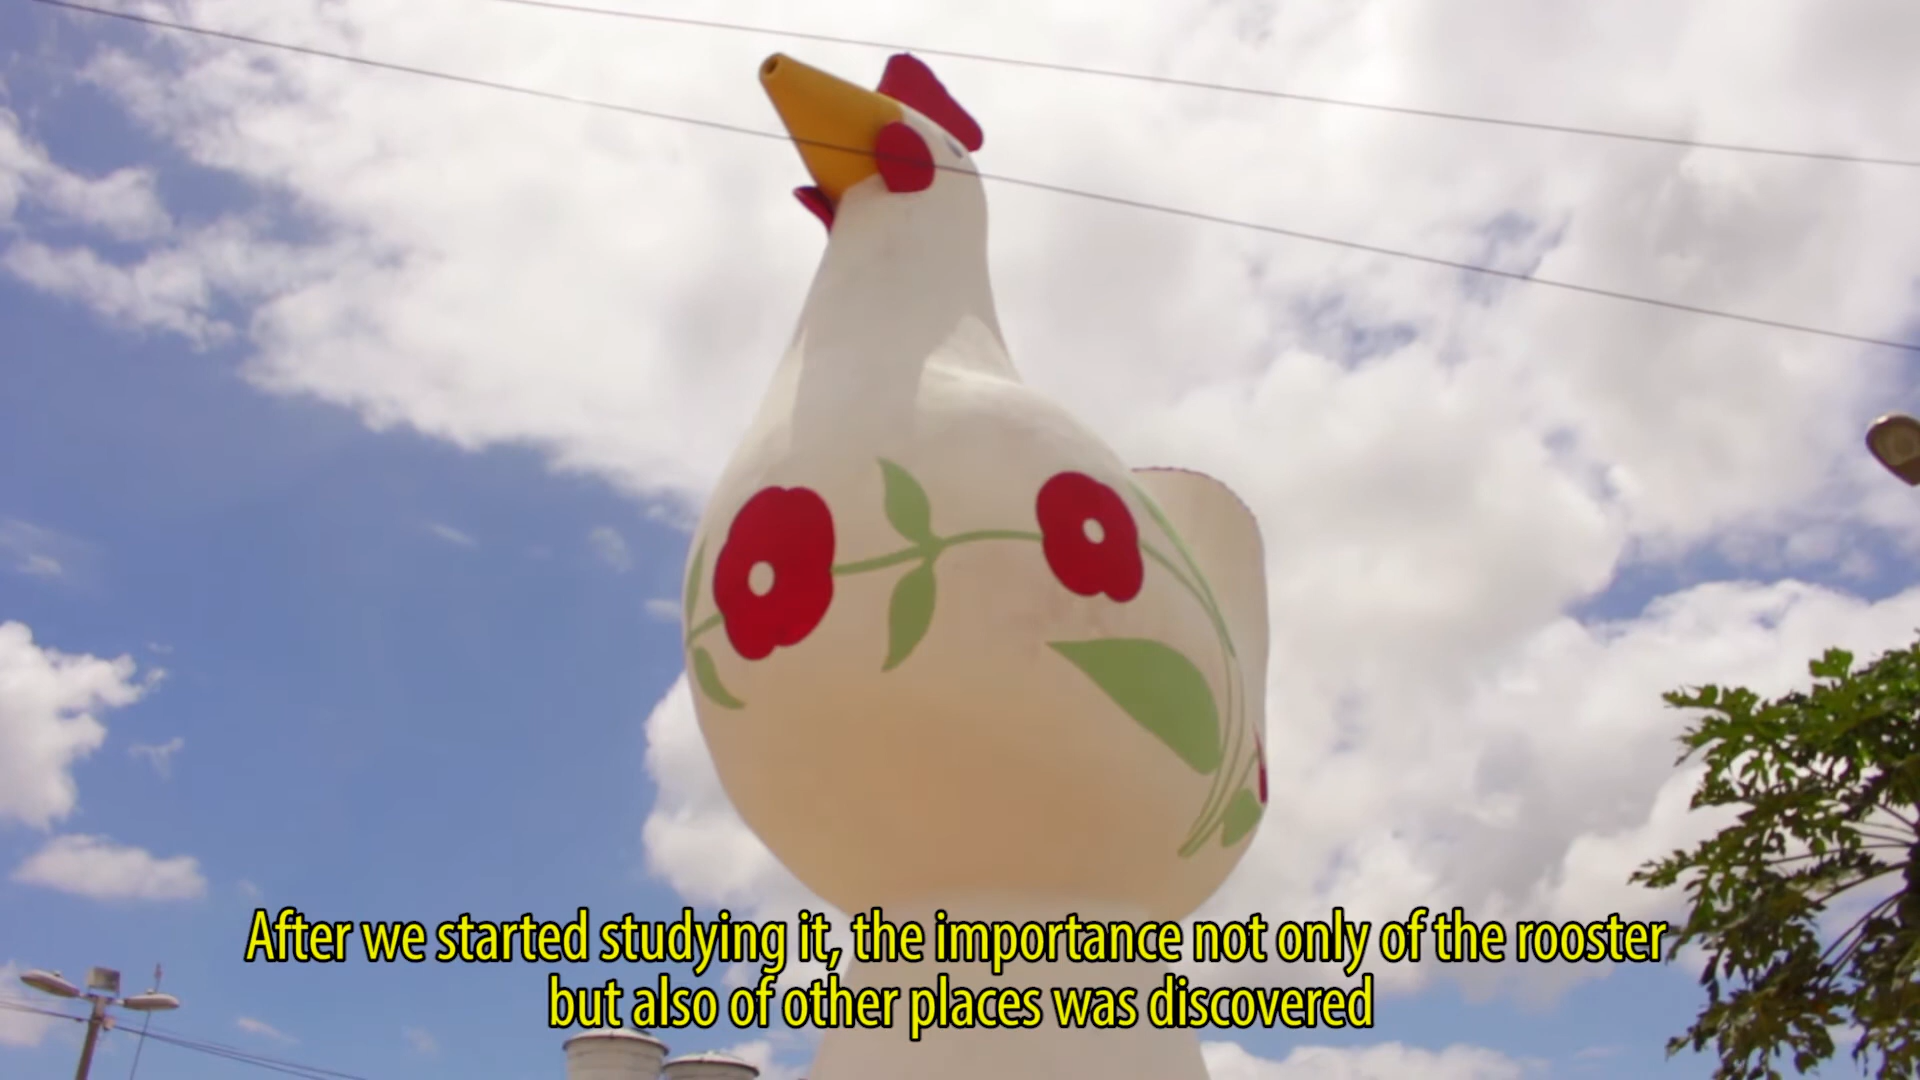 After we started studying it, the importance not only of the rooster
but also of other places was discovered